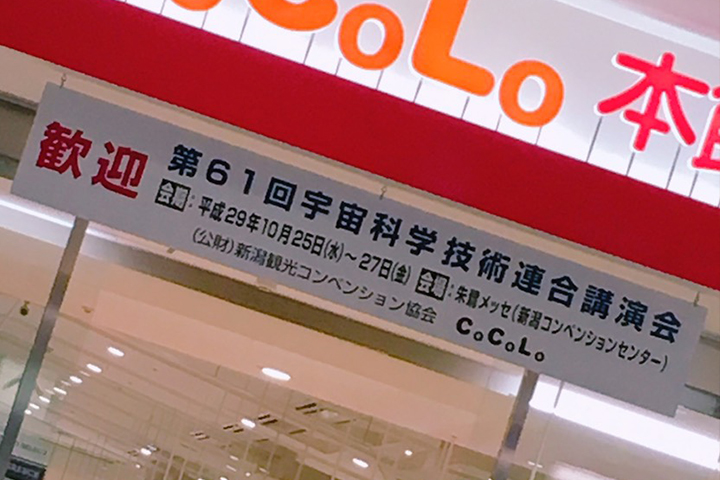 CoCoLo 本
歓迎 第61回宇宙科学技術連合講演会
会期：平成29年10月25日(水)～27日(金) 会場：朱鷺メッセ(新潟コンベンションセンター)
(公財)新潟観光コンベンション協会 CoCoLo